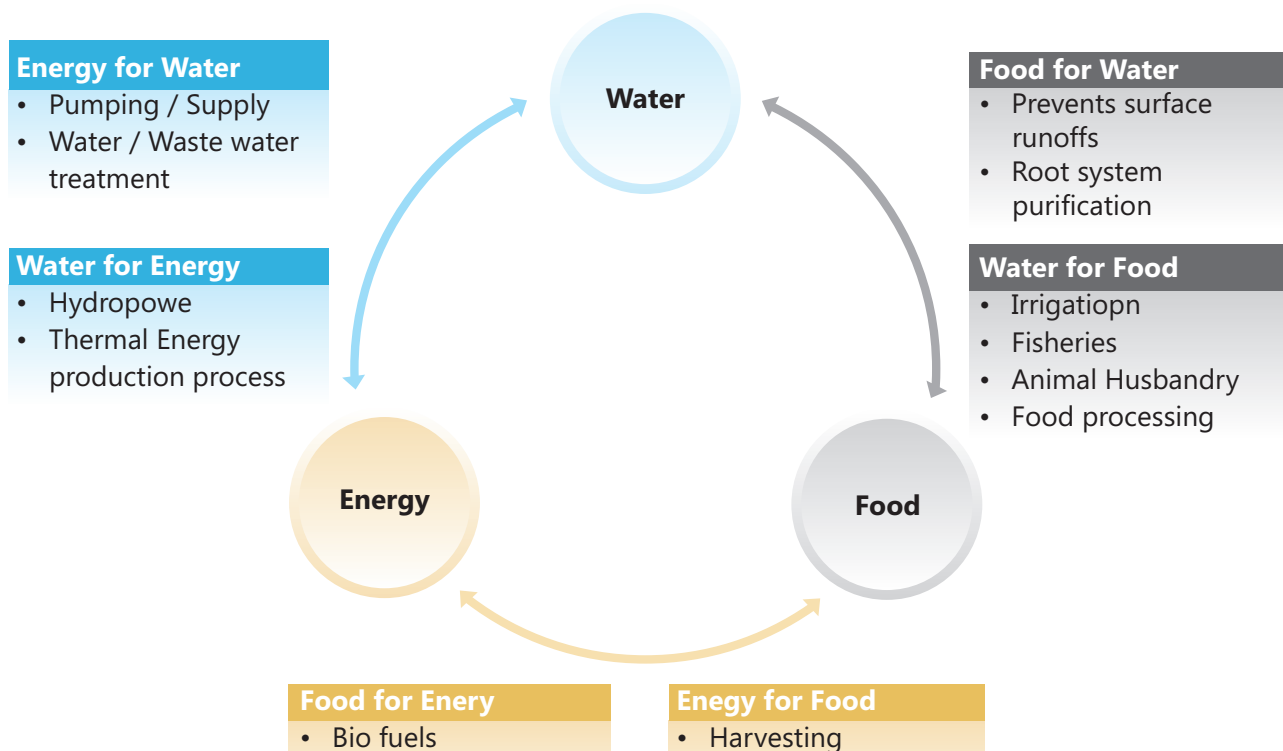 Water
Energy for Water
• Pumping / Supply
• Water / Waste water
treatment
Water for Energy
• Hydropowe
• Thermal Energy
production process
Food for Water
• Prevents surface
runoffs
• Root system
purification
Water for Food
• Irrigatiopn
• Fisheries
• Animal Husbandry
• Food processing
Energy
Food
Food for Enery
• Bio fuels
Enegy for Food
• Harvesting